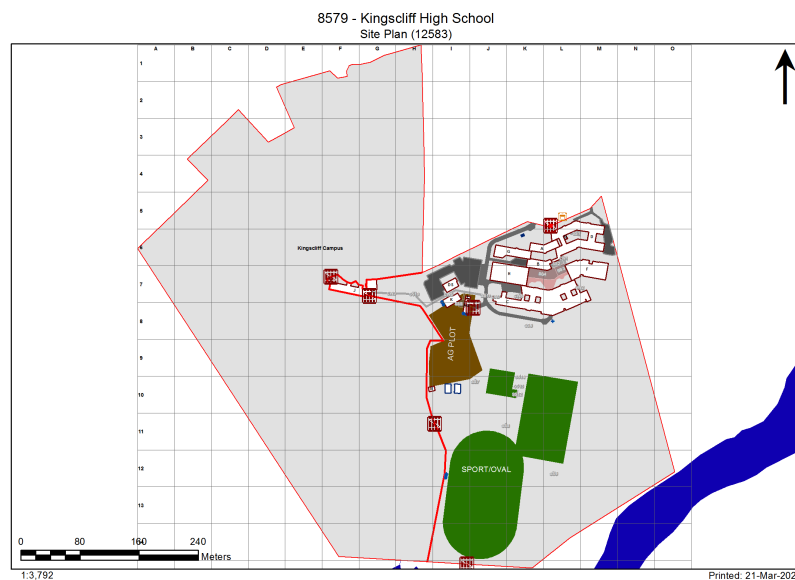 8579 - Kingscliff High School
Site Plan (12583)
A B C D E F G H I J K L M N O
1
2
3
4
5
6
Kingscliff Campus
7
8
AG PLOT
9
10
11
12
SPORT/OVAL
13
0 80 160 240
Meters
1:3,792
Printed: 21-Mar-202